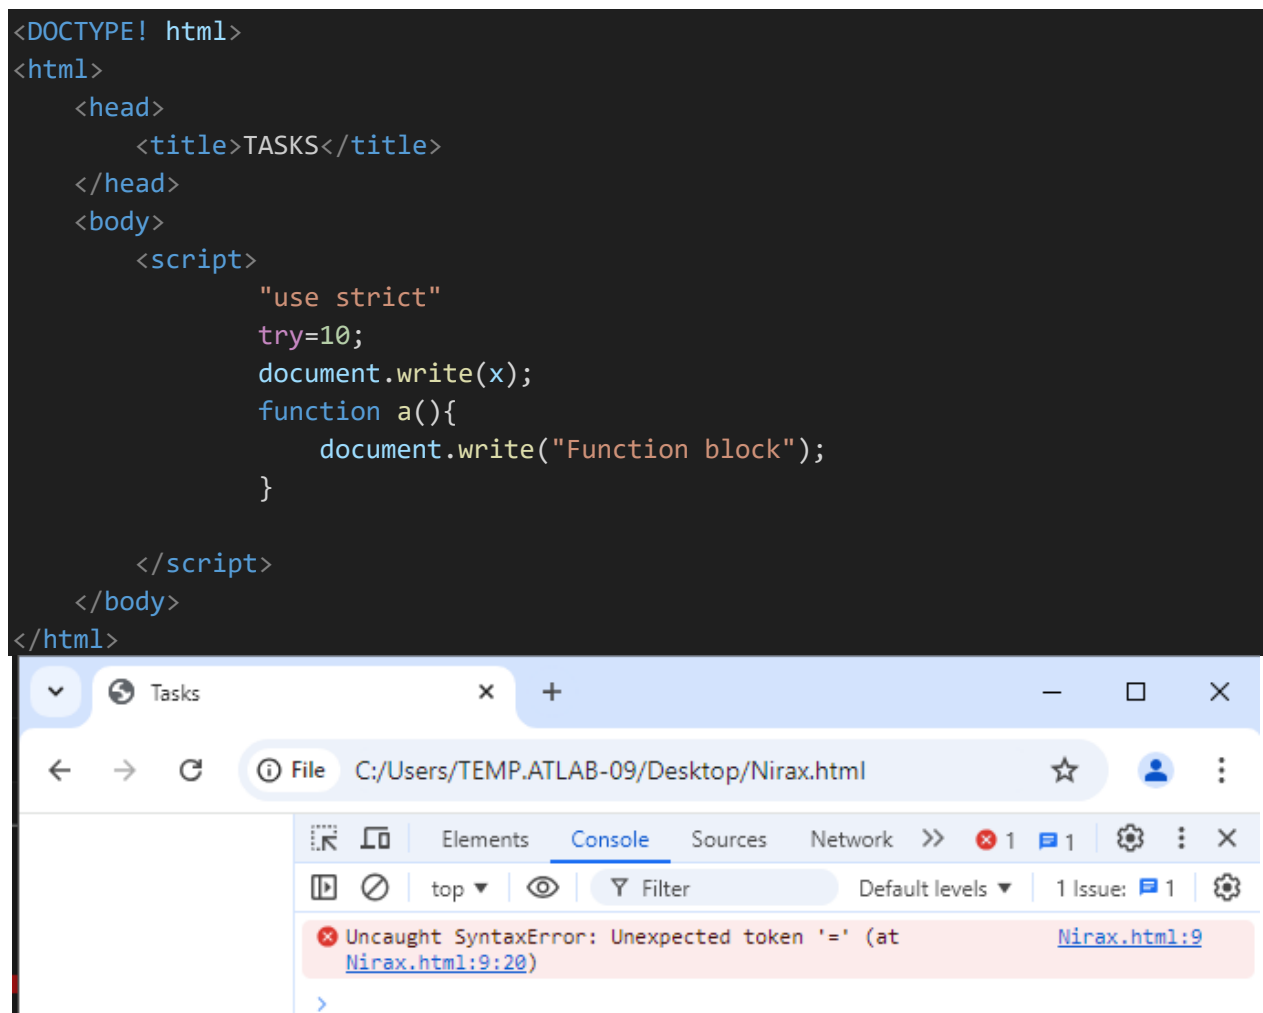 <DOCTYPE! html>
<html>
    <head>
        <title>TASKS</title>
    </head>
    <body>
        <script>
                "use strict"
                try=10;
                document.write(x);
                function a(){
                    document.write("Function block");
                }
        </script>
    </body>
</html>
Tasks
File C:/Users/TEMP.ATLAB-09/Desktop/Nirax.html
Elements Console Sources Network 1 1
top Filter Default levels 1 Issue: 1
Uncaught SyntaxError: Unexpected token '=' (at Nirax.html:9
Nirax.html:9:20)